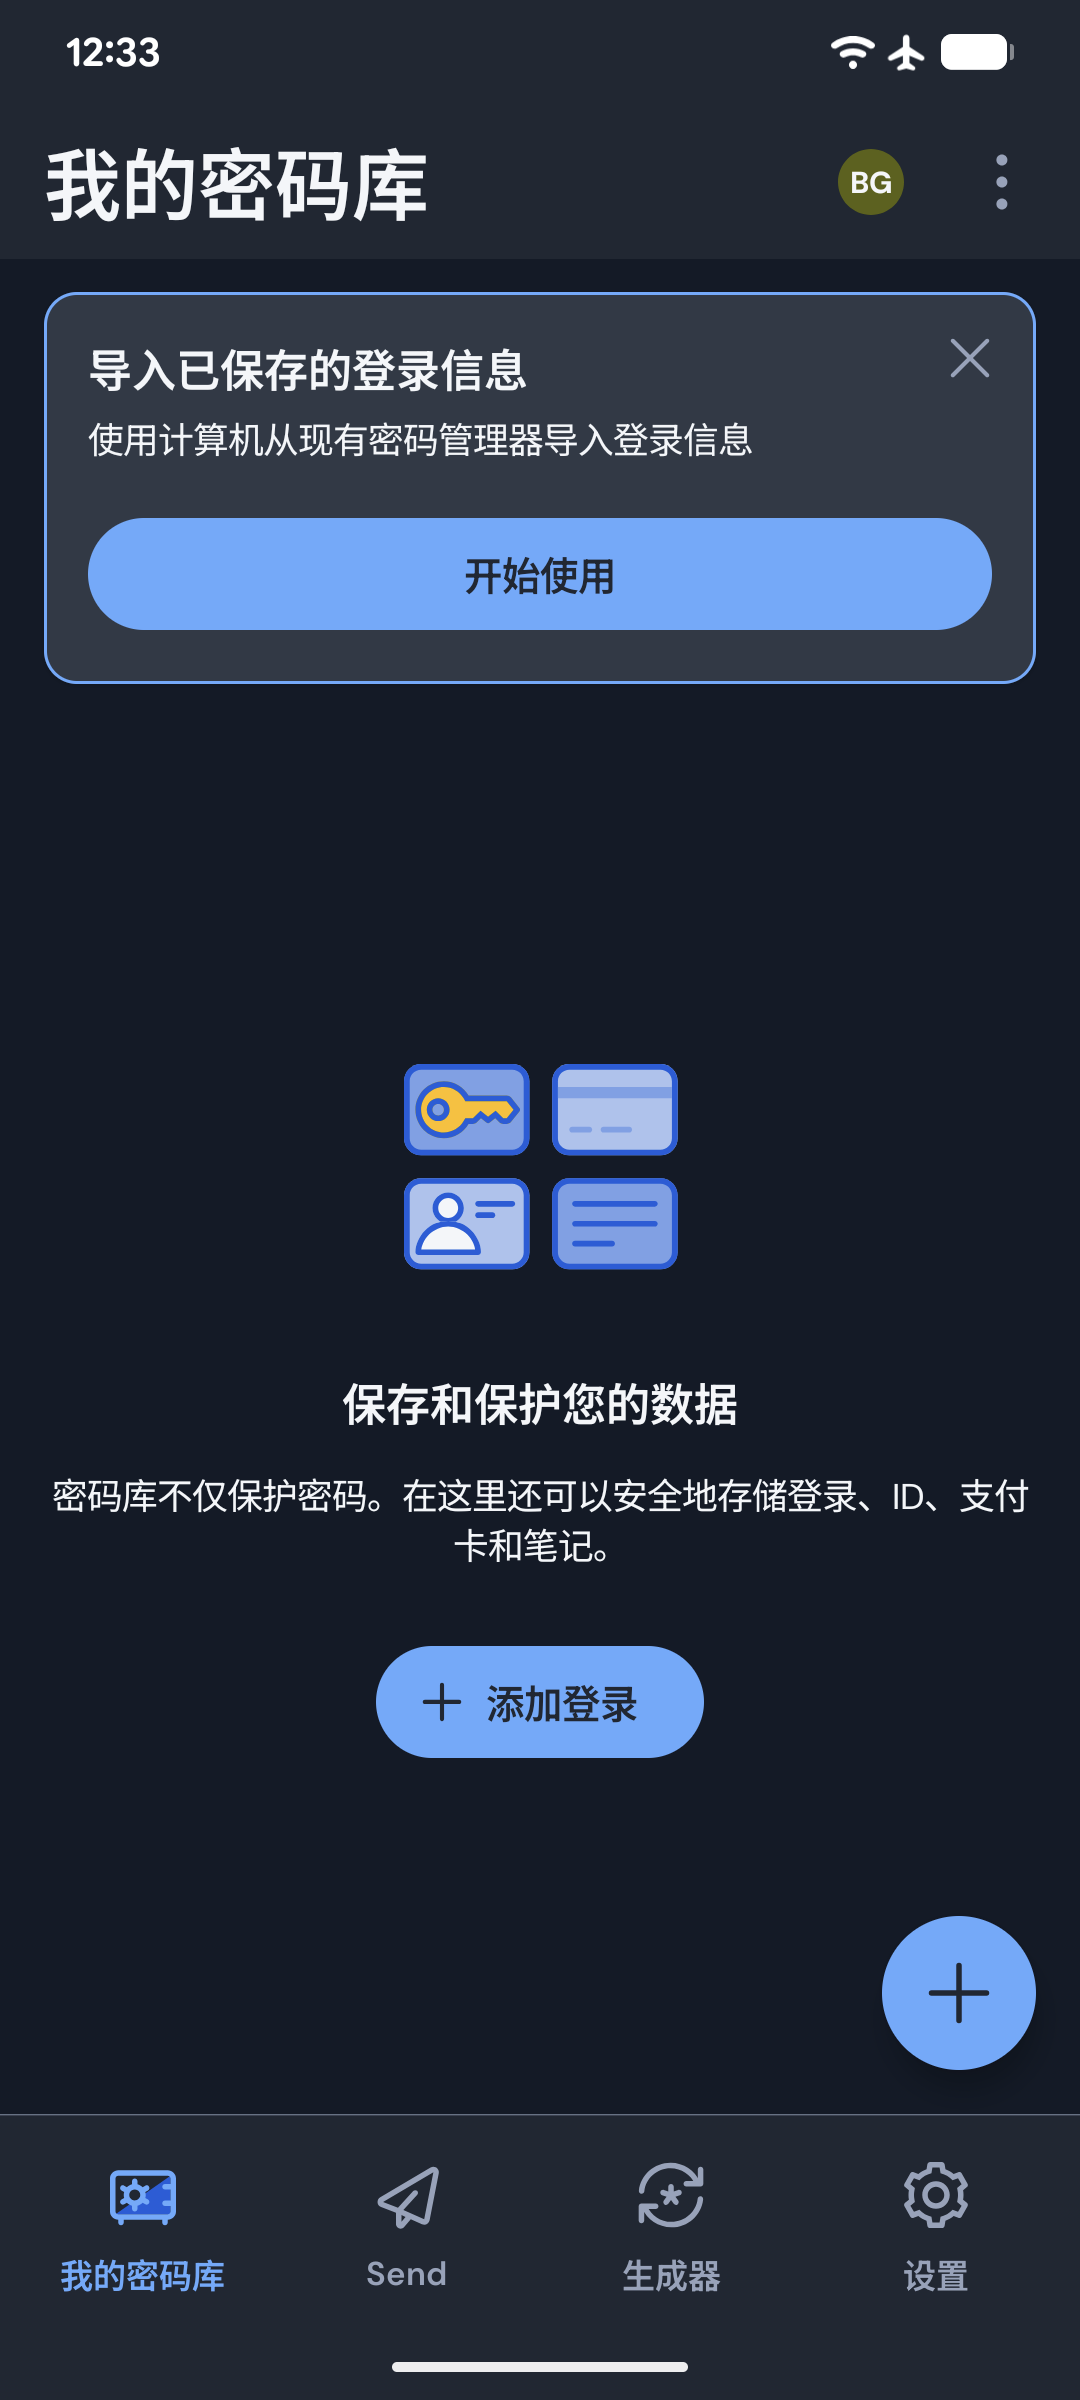 12:33
我的密码库
BG
导入已保存的登录信息
使用计算机从现有密码管理器导入登录信息
开始使用
保存和保护您的数据
密码库不仅保护密码。在这里还可以安全地存储登录、ID、支付
卡和笔记。
添加登录
我的密码库
Send
生成器
设置